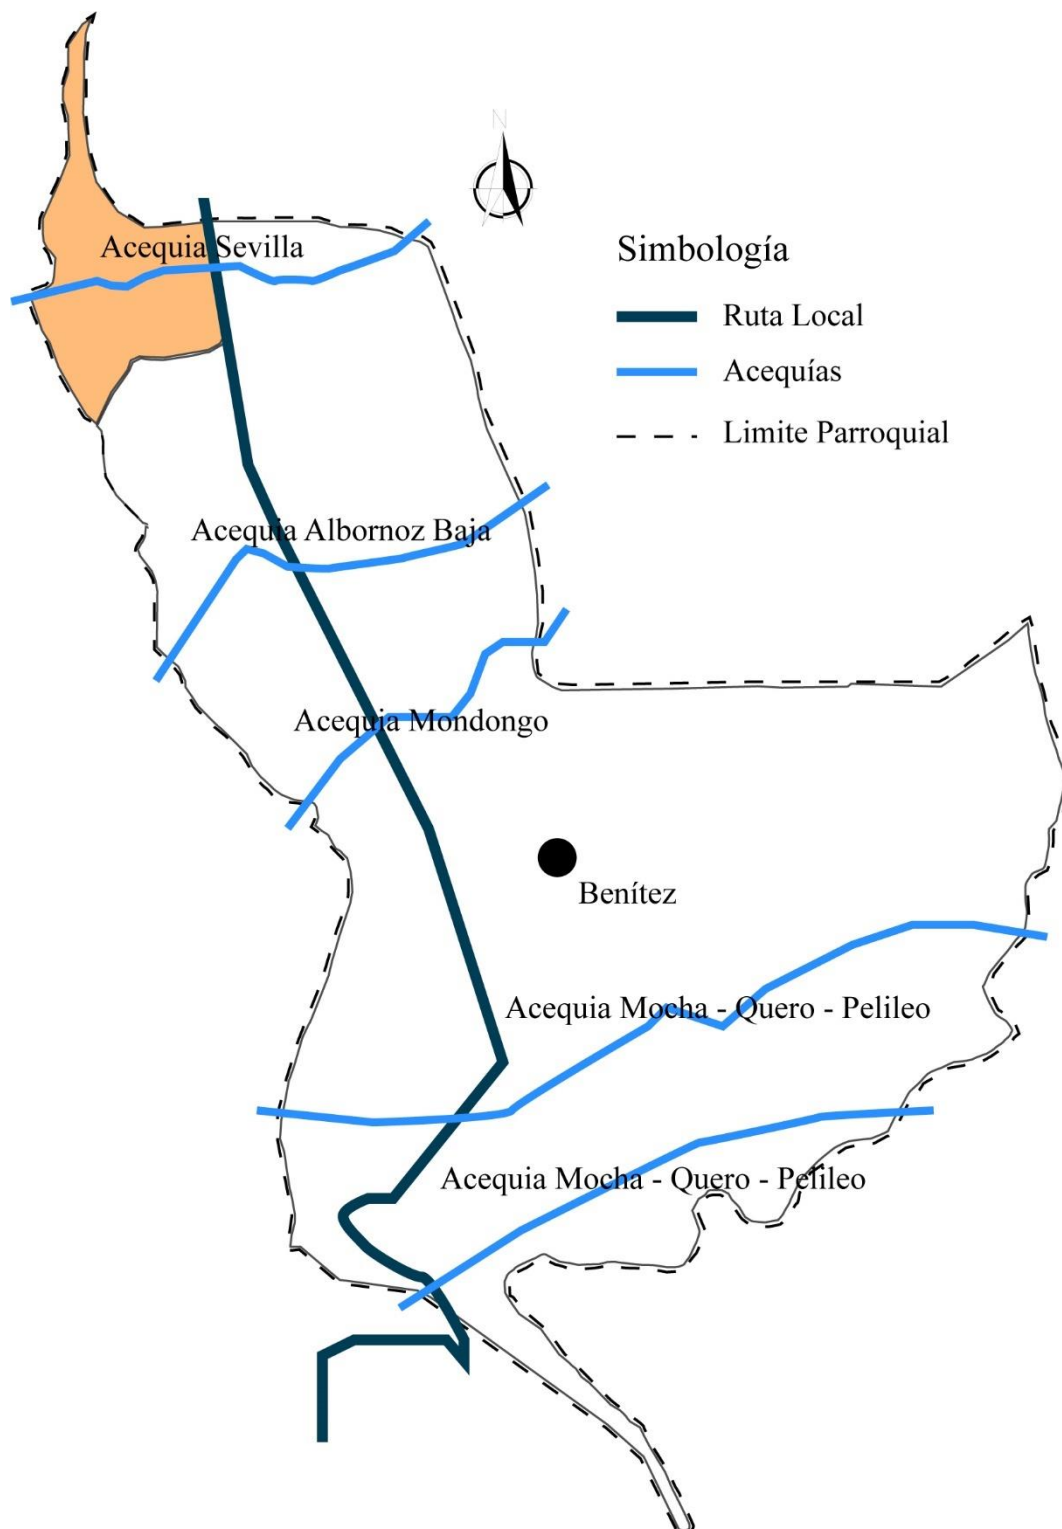 N
Acequia Sevilla
Simbología
Ruta Local
Acequías
Limite Parroquial
Acequia Albornoz Baja
Acequia Mondongo
Benítez
Acequia Mocha - Quero - Pelileo
Acequia Mocha - Quero - Pelileo